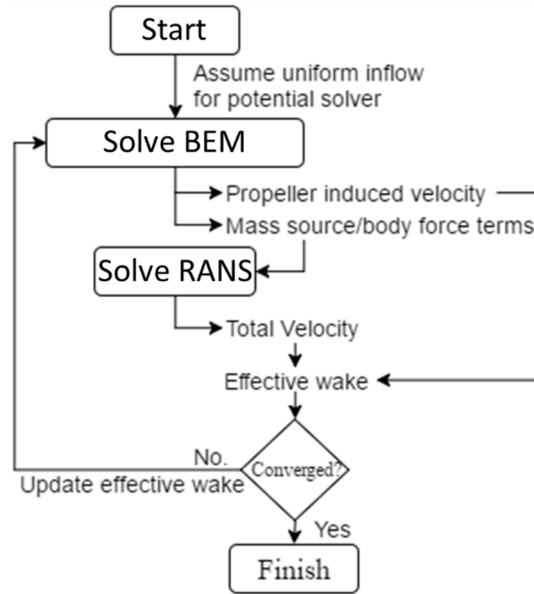 Start
Assume uniform inflow
for potential solver
Solve BEM
Propeller induced velocity
Mass source/body force terms
Solve RANS
Total Velocity
Effective wake
Converged?
No.
Update effective wake
Yes
Finish